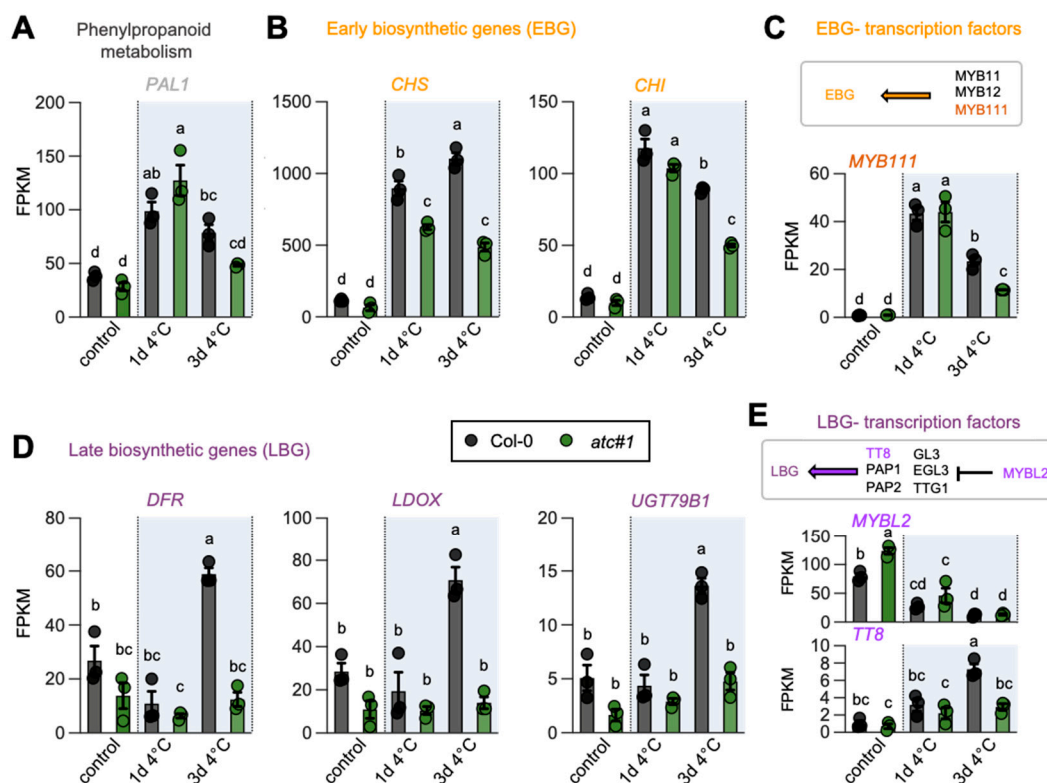 A
Phenylpropanoid
metabolism
PAL1
FPKM
200
150
100
50
0
d
d
ab
a
bc
cd
control
1d 4°C
3d 4°C
B
Early biosynthetic genes (EBG)
CHS
1500
1000
500
0
d
d
b
c
a
c
control
1d 4°C
3d 4°C
CHI
150
100
50
0
d
d
a
a
b
c
control
1d 4°C
3d 4°C
C
EBG- transcription factors
EBG
MYB11
MYB12
MYB111
MYB111
FPKM
60
40
20
0
d
d
a
a
b
c
control
1d 4°C
3d 4°C
Col-0
atc#1
D
Late biosynthetic genes (LBG)
DFR
FPKM
80
60
40
20
0
b
bc
bc
c
a
bc
control
1d 4°C
3d 4°C
LDOX
100
80
60
40
20
0
b
b
b
b
a
b
control
1d 4°C
3d 4°C
UGT79B1
20
15
10
5
0
b
b
b
b
a
b
control
1d 4°C
3d 4°C
E
LBG- transcription factors
LBG
TT8 GL3
PAP1 EGL3
PAP2 TTG1
MYBL2
MYBL2
FPKM
150
100
50
0
b
a
cd
c
d
d
TT8
FPKM
10
8
6
4
2
0
bc
c
bc
bc
a
bc
control
1d 4°C
3d 4°C